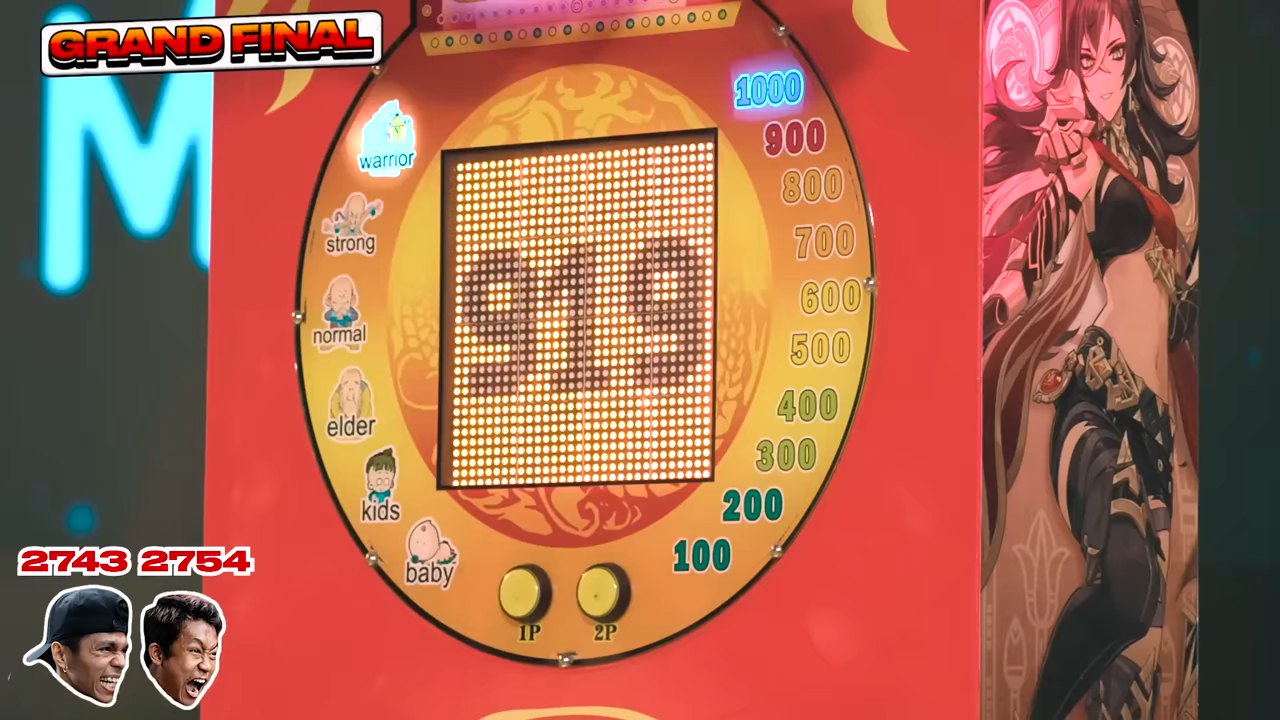 GRAND FINAL
M
1000
warrior
900
800
strong
700
919
600
normal
500
400
elder
300
kids
200
baby
100
1P 2P
2743 2754